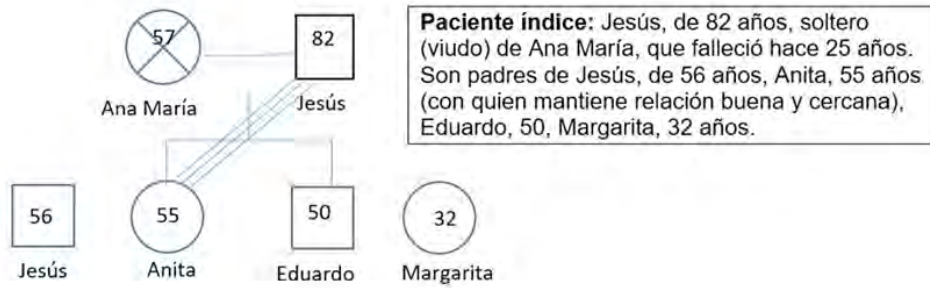 57
82
Ana María
Jesús
Paciente índice: Jesús, de 82 años, soltero
(viudo) de Ana María, que falleció hace 25 años.
Son padres de Jesús, de 56 años, Anita, 55 años
(con quien mantiene relación buena y cercana),
Eduardo, 50, Margarita, 32 años.
56
55
50
32
Jesús
Anita
Eduardo
Margarita